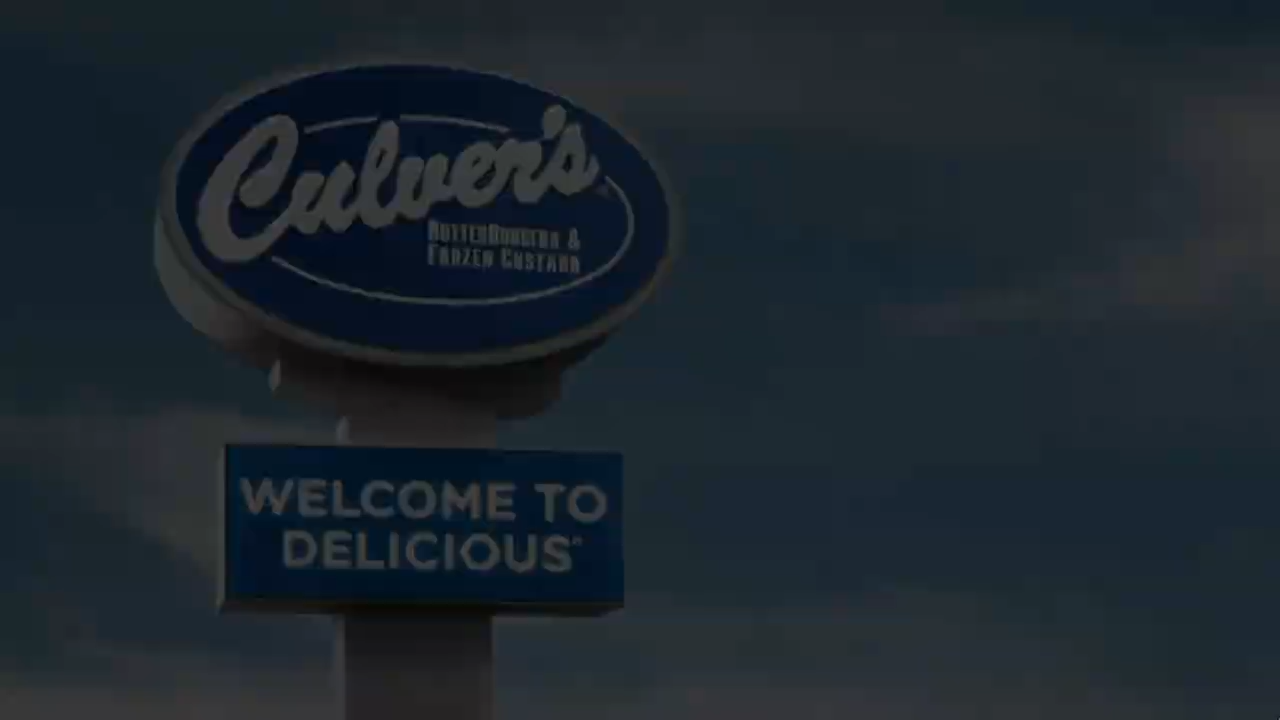 Culver's
ButterBurgers &
Frozen Custard
WELCOME TO
DELICIOUS